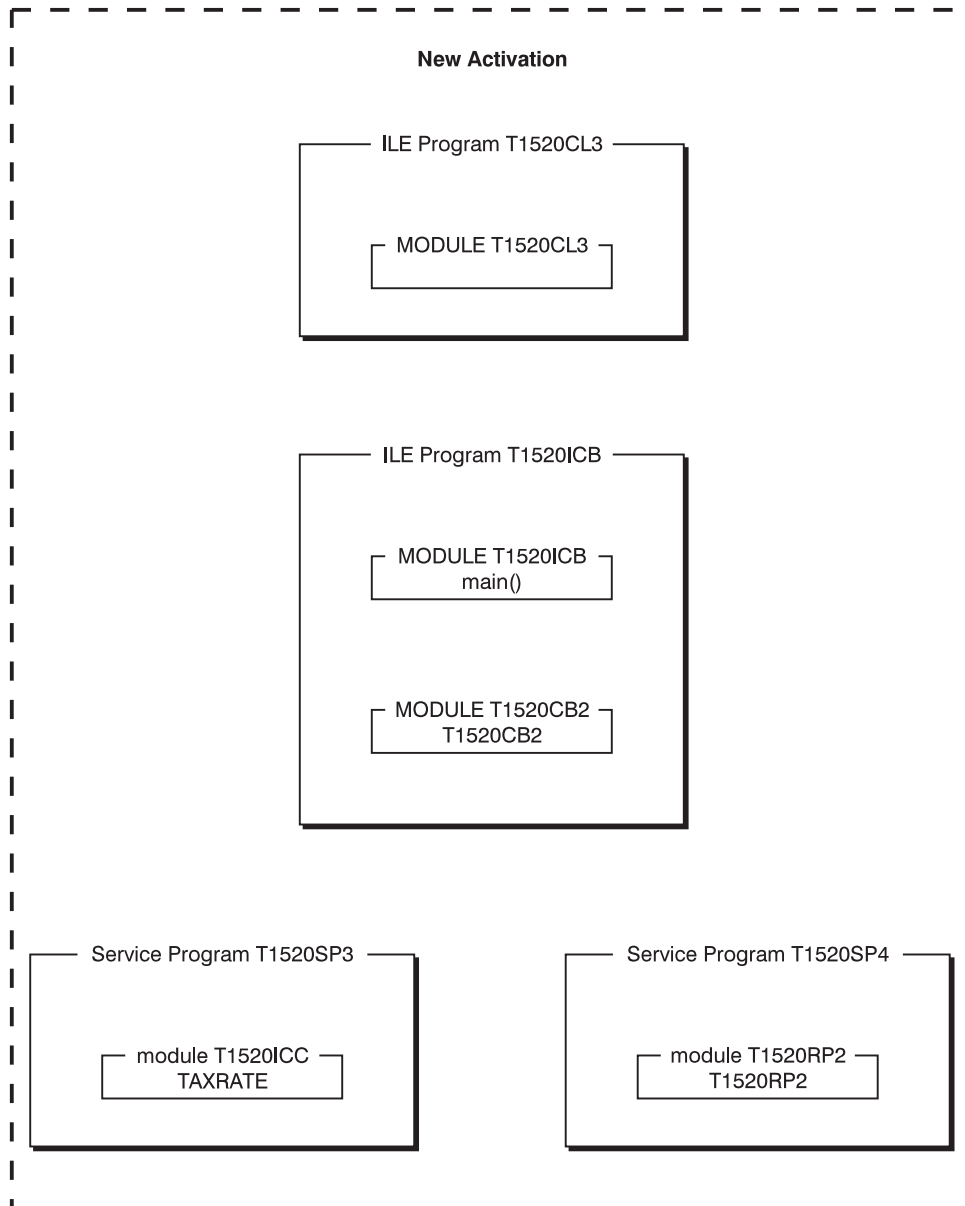 New Activation
ILE Program T1520CL3
MODULE T1520CL3
ILE Program T1520ICB
MODULE T1520ICB
main()
MODULE T1520CB2
T1520CB2
Service Program T1520SP3
Service Program T1520SP4
module T1520ICC
TAXRATE
module T1520RP2
T1520RP2